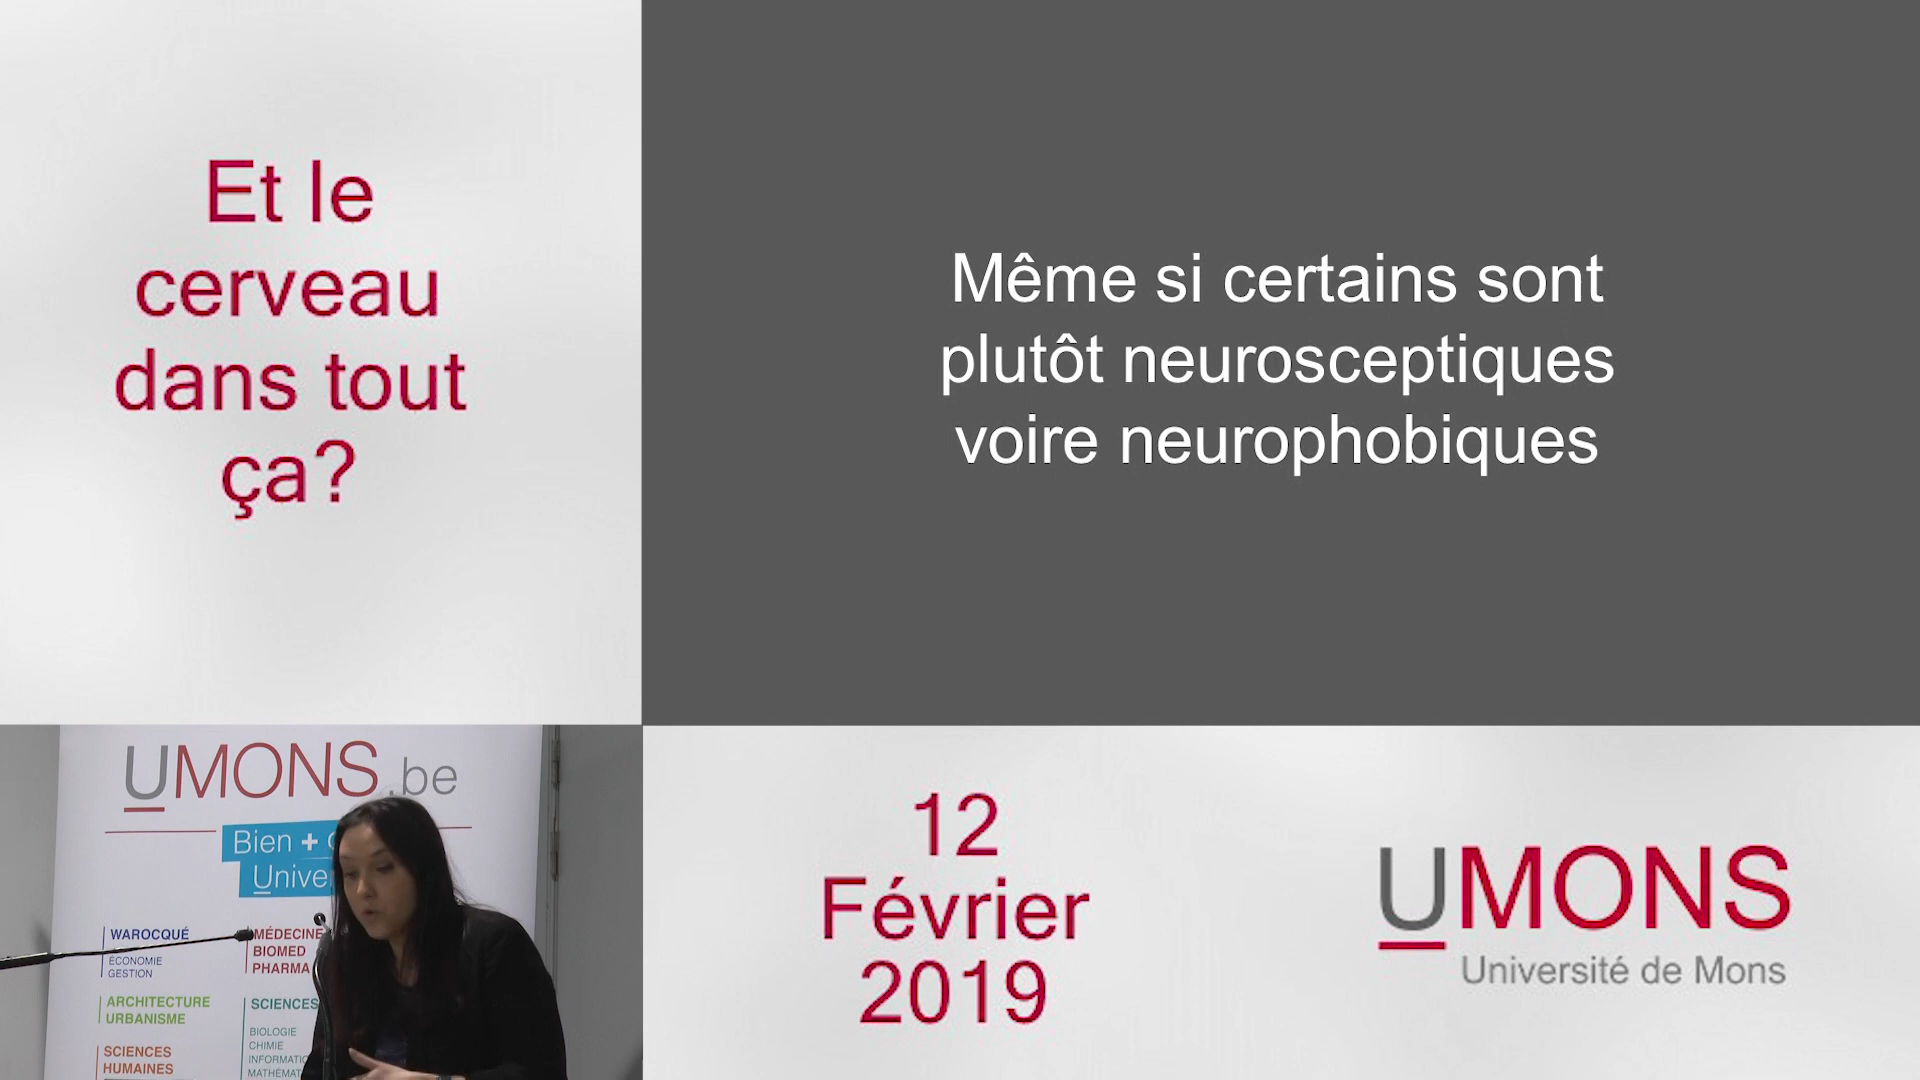 Et le
cerveau
dans tout
ça?
Même si certains sont
plutôt neurosceptiques
voire neurophobiques
UMONS.be
Bien +
WAROCQUÉ
ÉCONOMIE
GESTION
ARCHITECTURE
URBANISME
SCIENCES
HUMAINES
MÉDECINE
BIOMED
PHARMA
SCIENCES
BIOLOGIE
CHIMIE
12
Février
2019
UMONS
Université de Mons